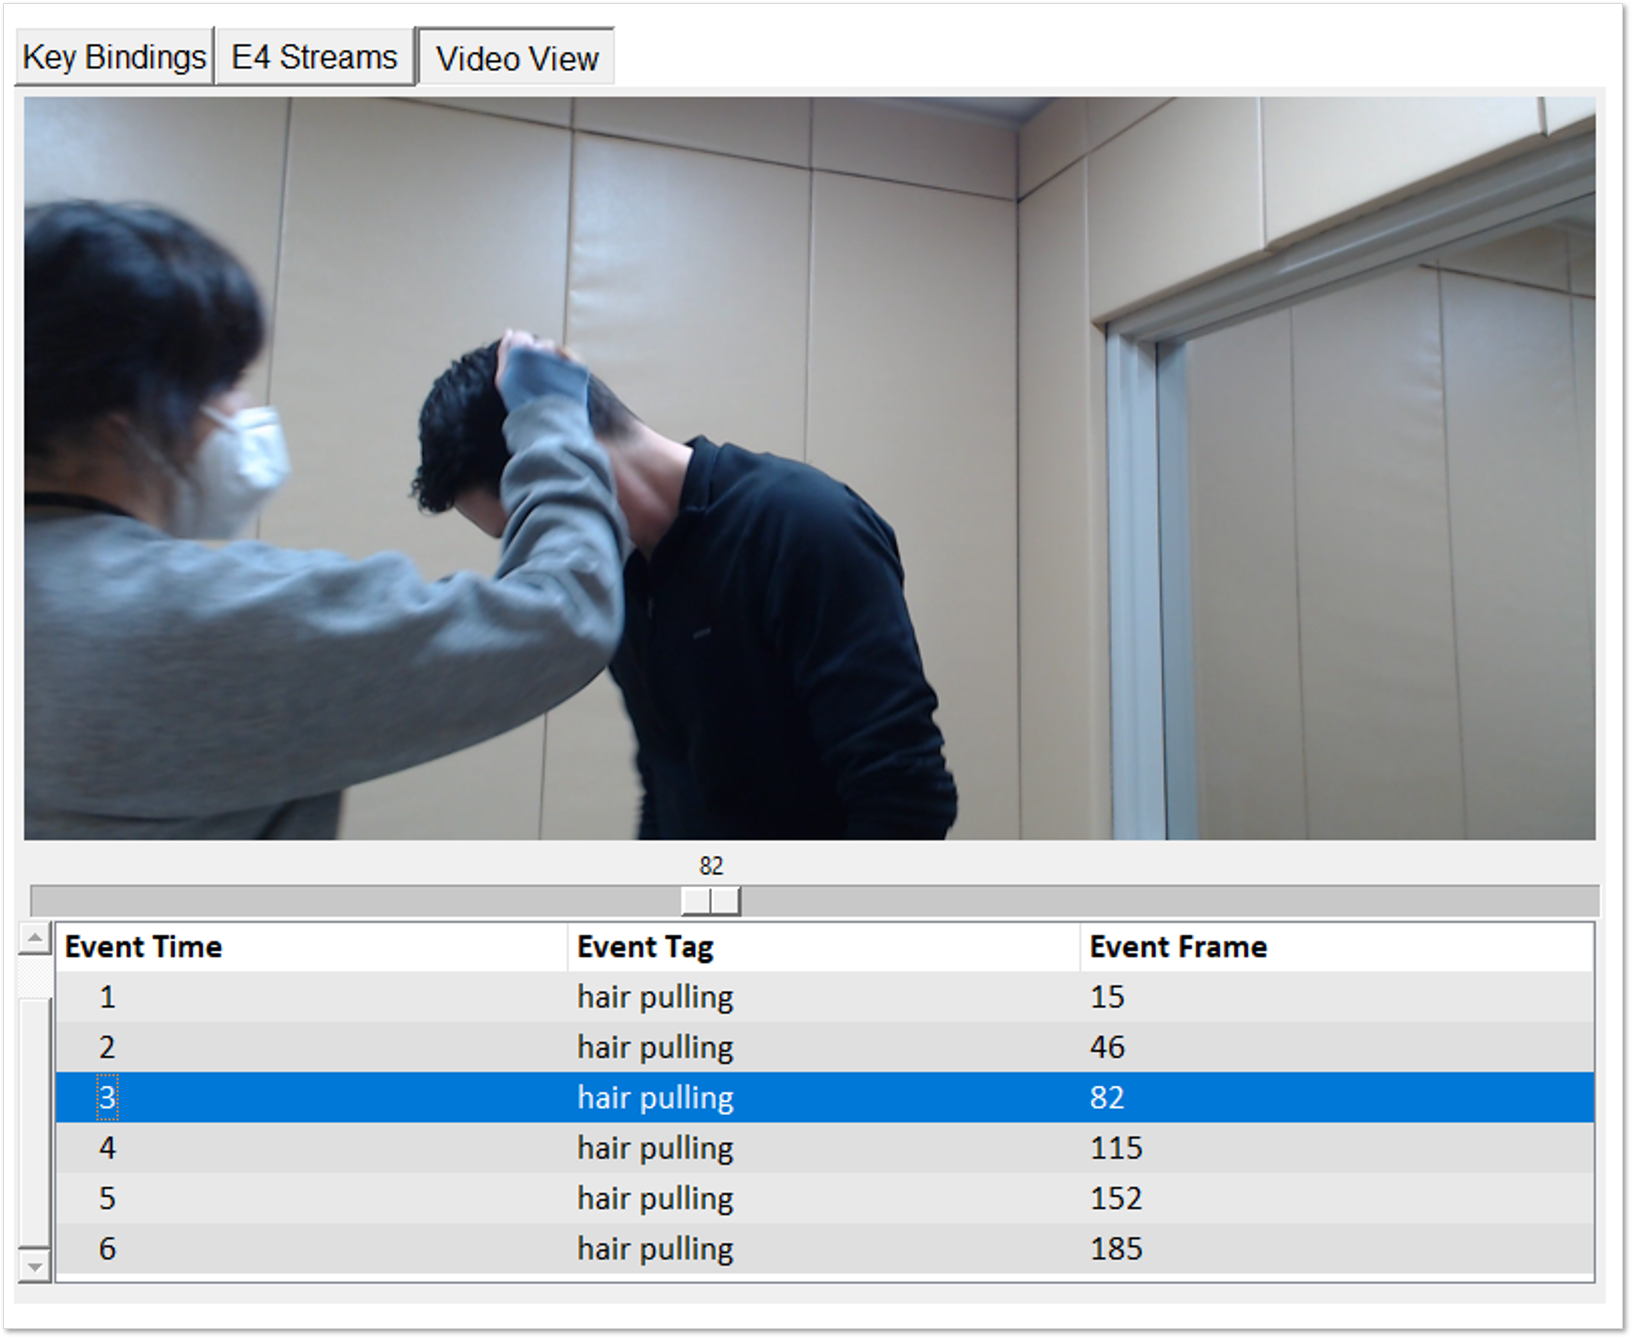 Key Bindings E4 Streams Video View
82
Event Time Event Tag Event Frame
1 hair pulling 15
2 hair pulling 46
3 hair pulling 82
4 hair pulling 115
5 hair pulling 152
6 hair pulling 185